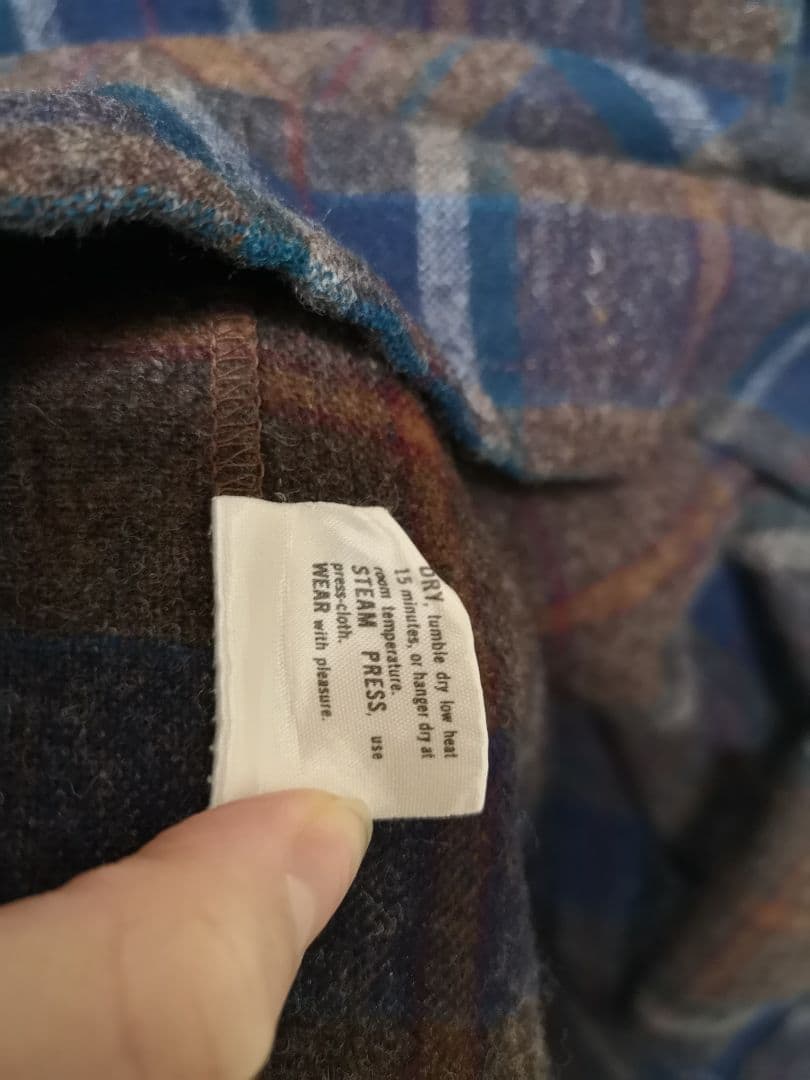 DRY, tumble dry low heat
15 minutes, or hanger dry at
room temperature.
STEAM PRESS, use
press-cloth.
WEAR with pleasure.